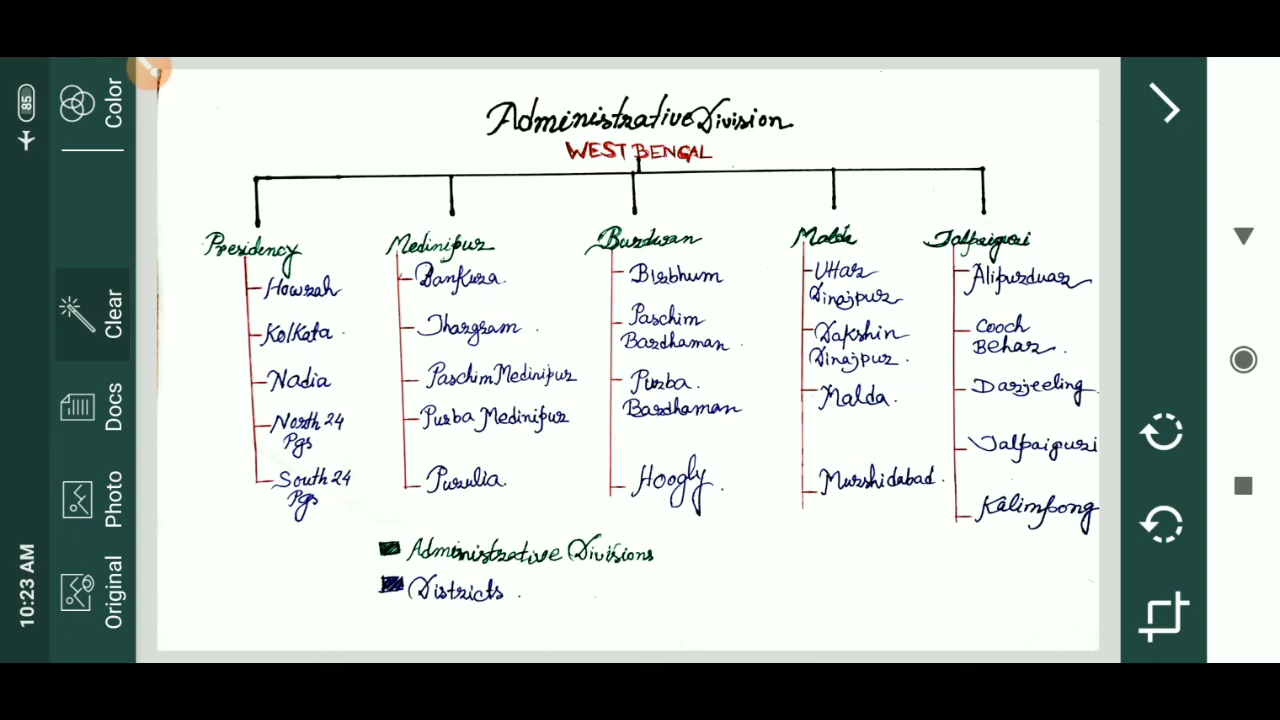 Administrative Division
WEST BENGAL
Presidency
Howrah
Kolkata
Nadia
North 24
Pgs
South 24
Pgs
Medinipur
Bankura
Jhargram
Paschim Medinipur
Purba Medinipur
Purulia
Burdwan
Birbhum
Paschim
Bardhaman
Purba
Bardhaman
Hoogly
Malda
Uttar
Dinajpur
Dakshin
Dinajpur
Malda
Murshidabad
Jalpaiguri
Alipurduar
Cooch
Behar
Darjeeling
Jalpaiguri
Kalimpong
Administrative Divisions
Districts
85
10:23 AM
Color
Clear
Docs
Photo
Original